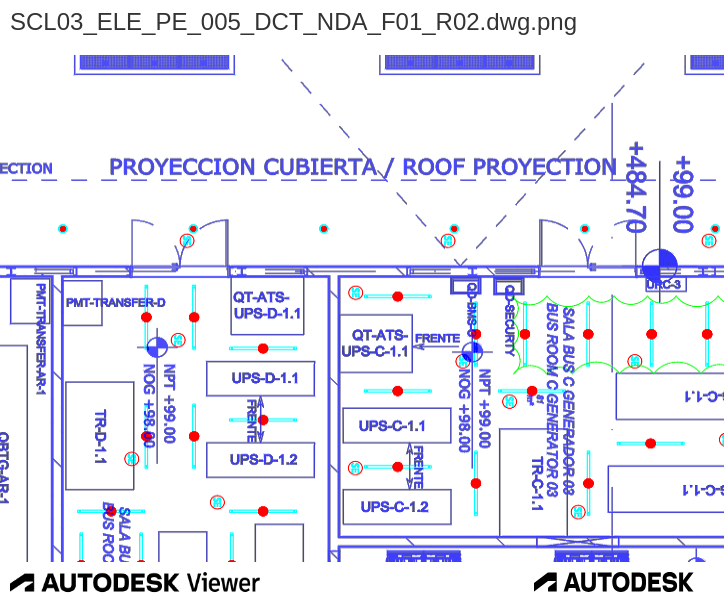 SCL03_ELE_PE_005_DCT_NDA_F01_R02.dwg.png
ECTION
PROYECCION CUBIERTA / ROOF PROYECTION
+484.70
+99.00
PMT-TRANSFER-AR-1
PMT-TRANSFER-D
QT-ATS-
UPS-D-1.1
QD-BMS-C
QD-SECURITY
URC-3
QT-ATS-
UPS-C-1.1
FRENTE
SALA BUS C GENERADOR 03
BUS ROOM C GENERATOR 03
NPT +99.00
NOG +98.00
UPS-D-1.1
FRENTE
UPS-D-1.2
TR-D-1.1
NPT +99.00
NOG +98.00
UPS-C-1.1
FRENTE
UPS-C-1.2
TR-C-1.1
C-1.1
C-1.1
QRTG-AR-1
SALA BU
BUS ROC
AUTODESK Viewer
AUTODESK